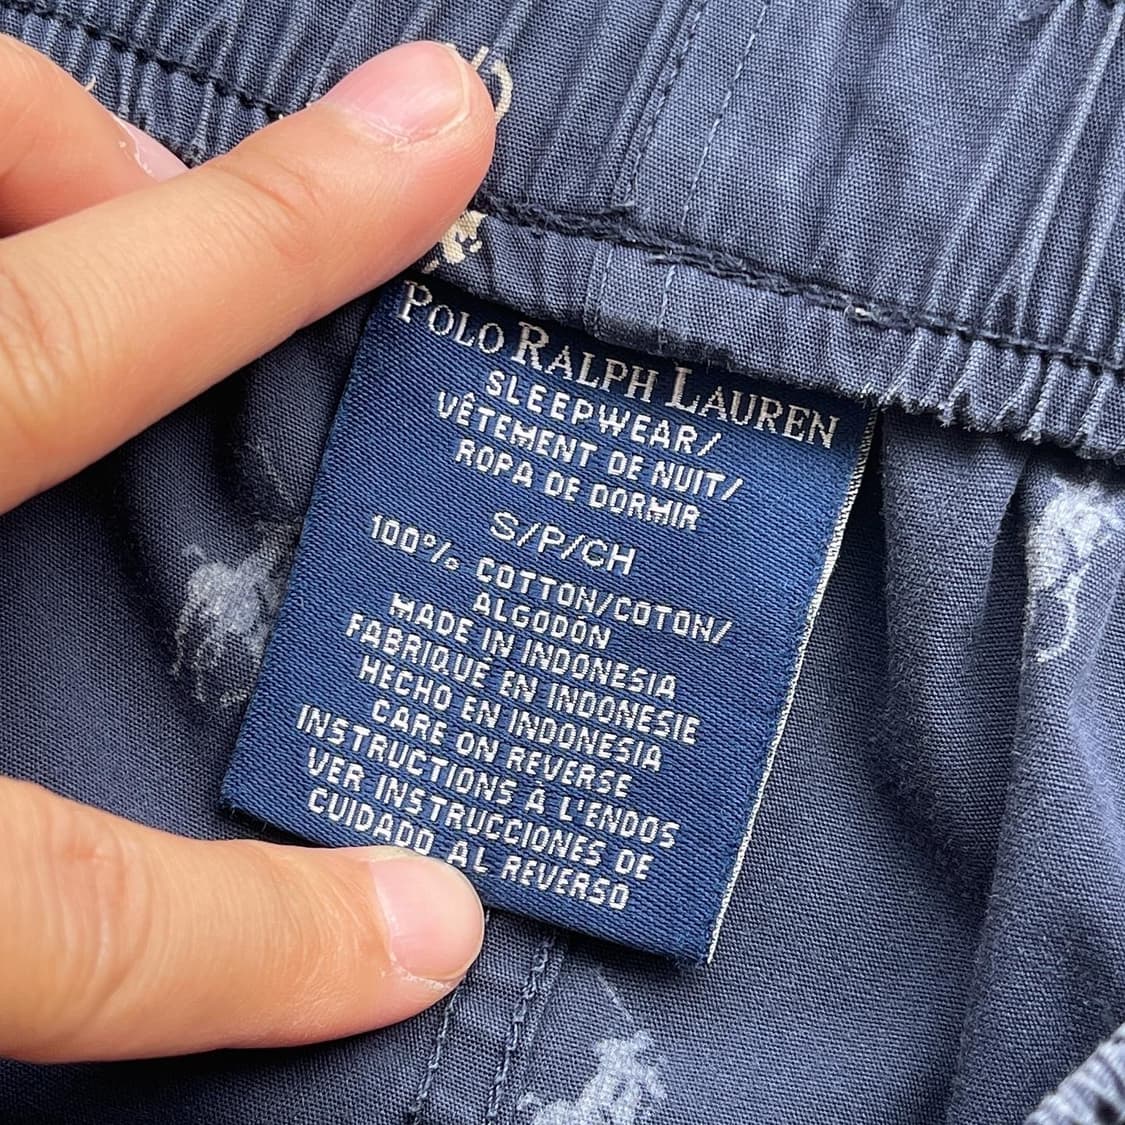 POLO RALPH LAUREN
SLEEPWEAR/
VÊTEMENT DE NUIT/
ROPA DE DORMIR
S/P/CH
100% COTTON/COTON/
ALGODÓN
MADE IN INDONESIA
FABRIQUÉ EN INDONESIE
HECHO EN INDONESIA
CARE ON REVERSE
INSTRUCTIONS À L'ENDOS
VER INSTRUCCIONES DE
CUIDADO AL REVERSO